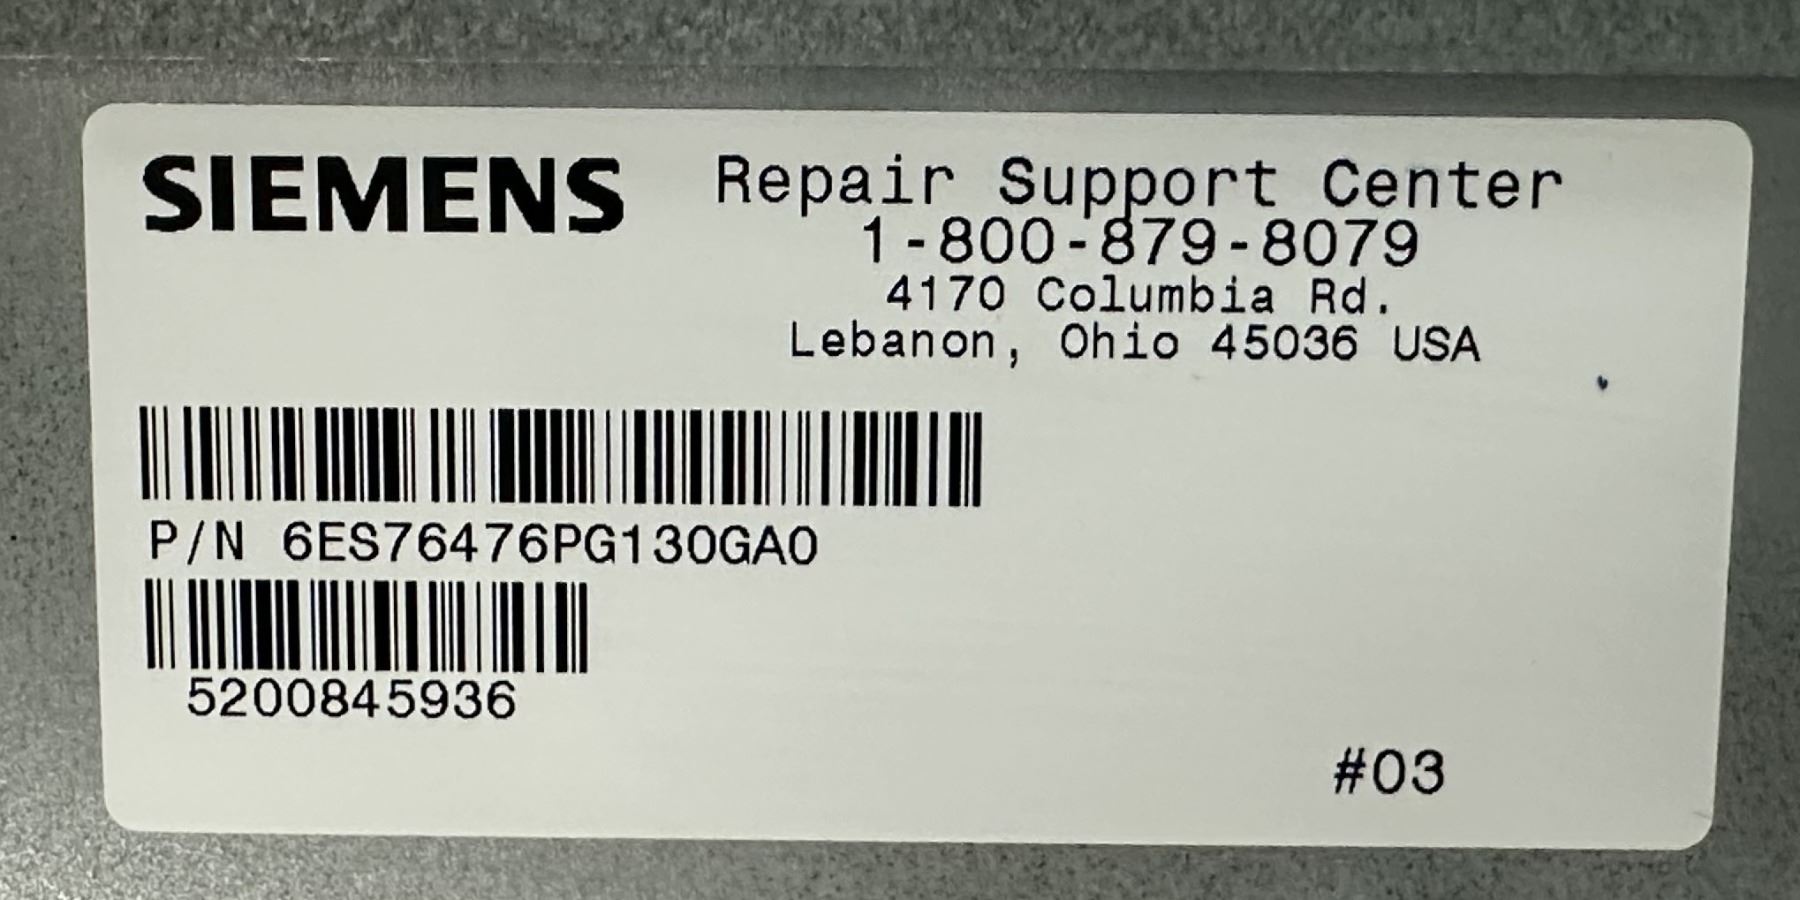 SIEMENS
Repair Support Center
1-800-879-8079
4170 Columbia Rd.
Lebanon, Ohio 45036 USA
P/N 6ES76476PG130GA0
5200845936
#03